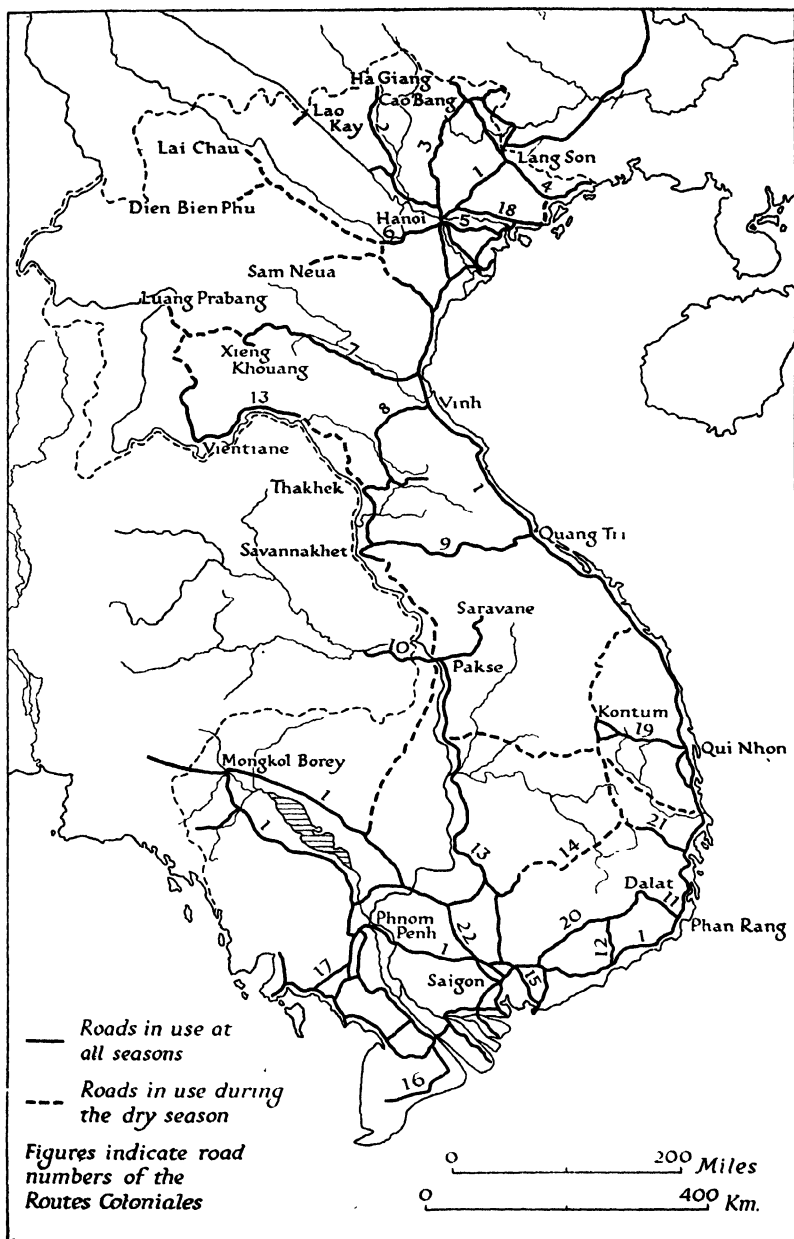 Ha Giang
Cao Bang
Lao
Kay
2
3
Lai Chau
1
Lang Son
4
Dien Bien Phu
Hanoi
18
5
6
Sam Neua
Luang Prabang
Xieng
Khouang
7
13
8
Vinh
Vientiane
Thakhek
1
Savannakhet
9
Quang Tri
Saravane
10
Pakse
Kontum
19
Qui Nhon
Mongkol Borey
1
1
21
13
14
Dalat
11
Phnom
Penh
22
20
12
1
Phan Rang
1
Saigon
15
17
16
Roads in use at
all seasons
Roads in use during
the dry season
Figures indicate road
numbers of the
Routes Coloniales
0 200 Miles
0 400 Km.